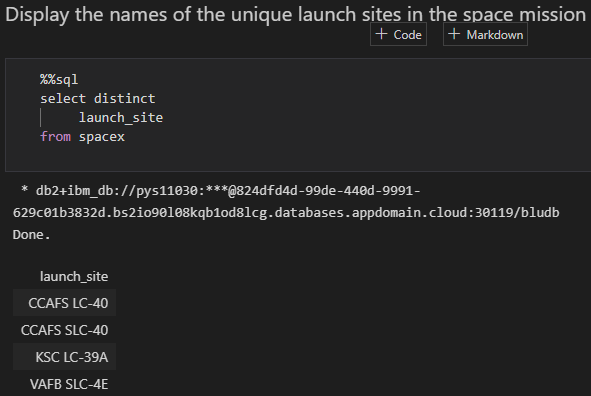 Display the names of the unique launch sites in the space mission
+ Code + Markdown
%%sql
select distinct
launch_site
from spacex
* db2+ibm_db://pys11030:***@824dfd4d-99de-440d-9991-
629c01b3832d.bs2io90l08kqb1od8lcg.databases.appdomain.cloud:30119/bludb
Done.
launch_site
CCAFS LC-40
CCAFS SLC-40
KSC LC-39A
VAFB SLC-4E